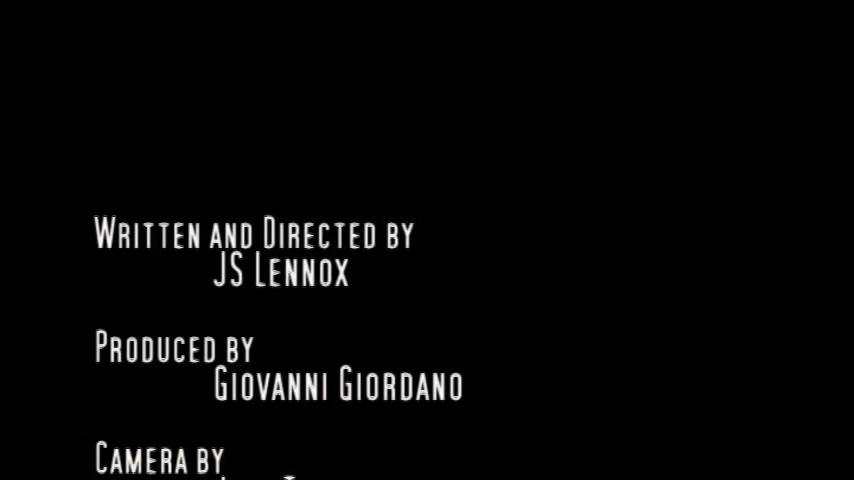 Written and Directed by
JS Lennox
Produced by
Giovanni Giordano
Camera by